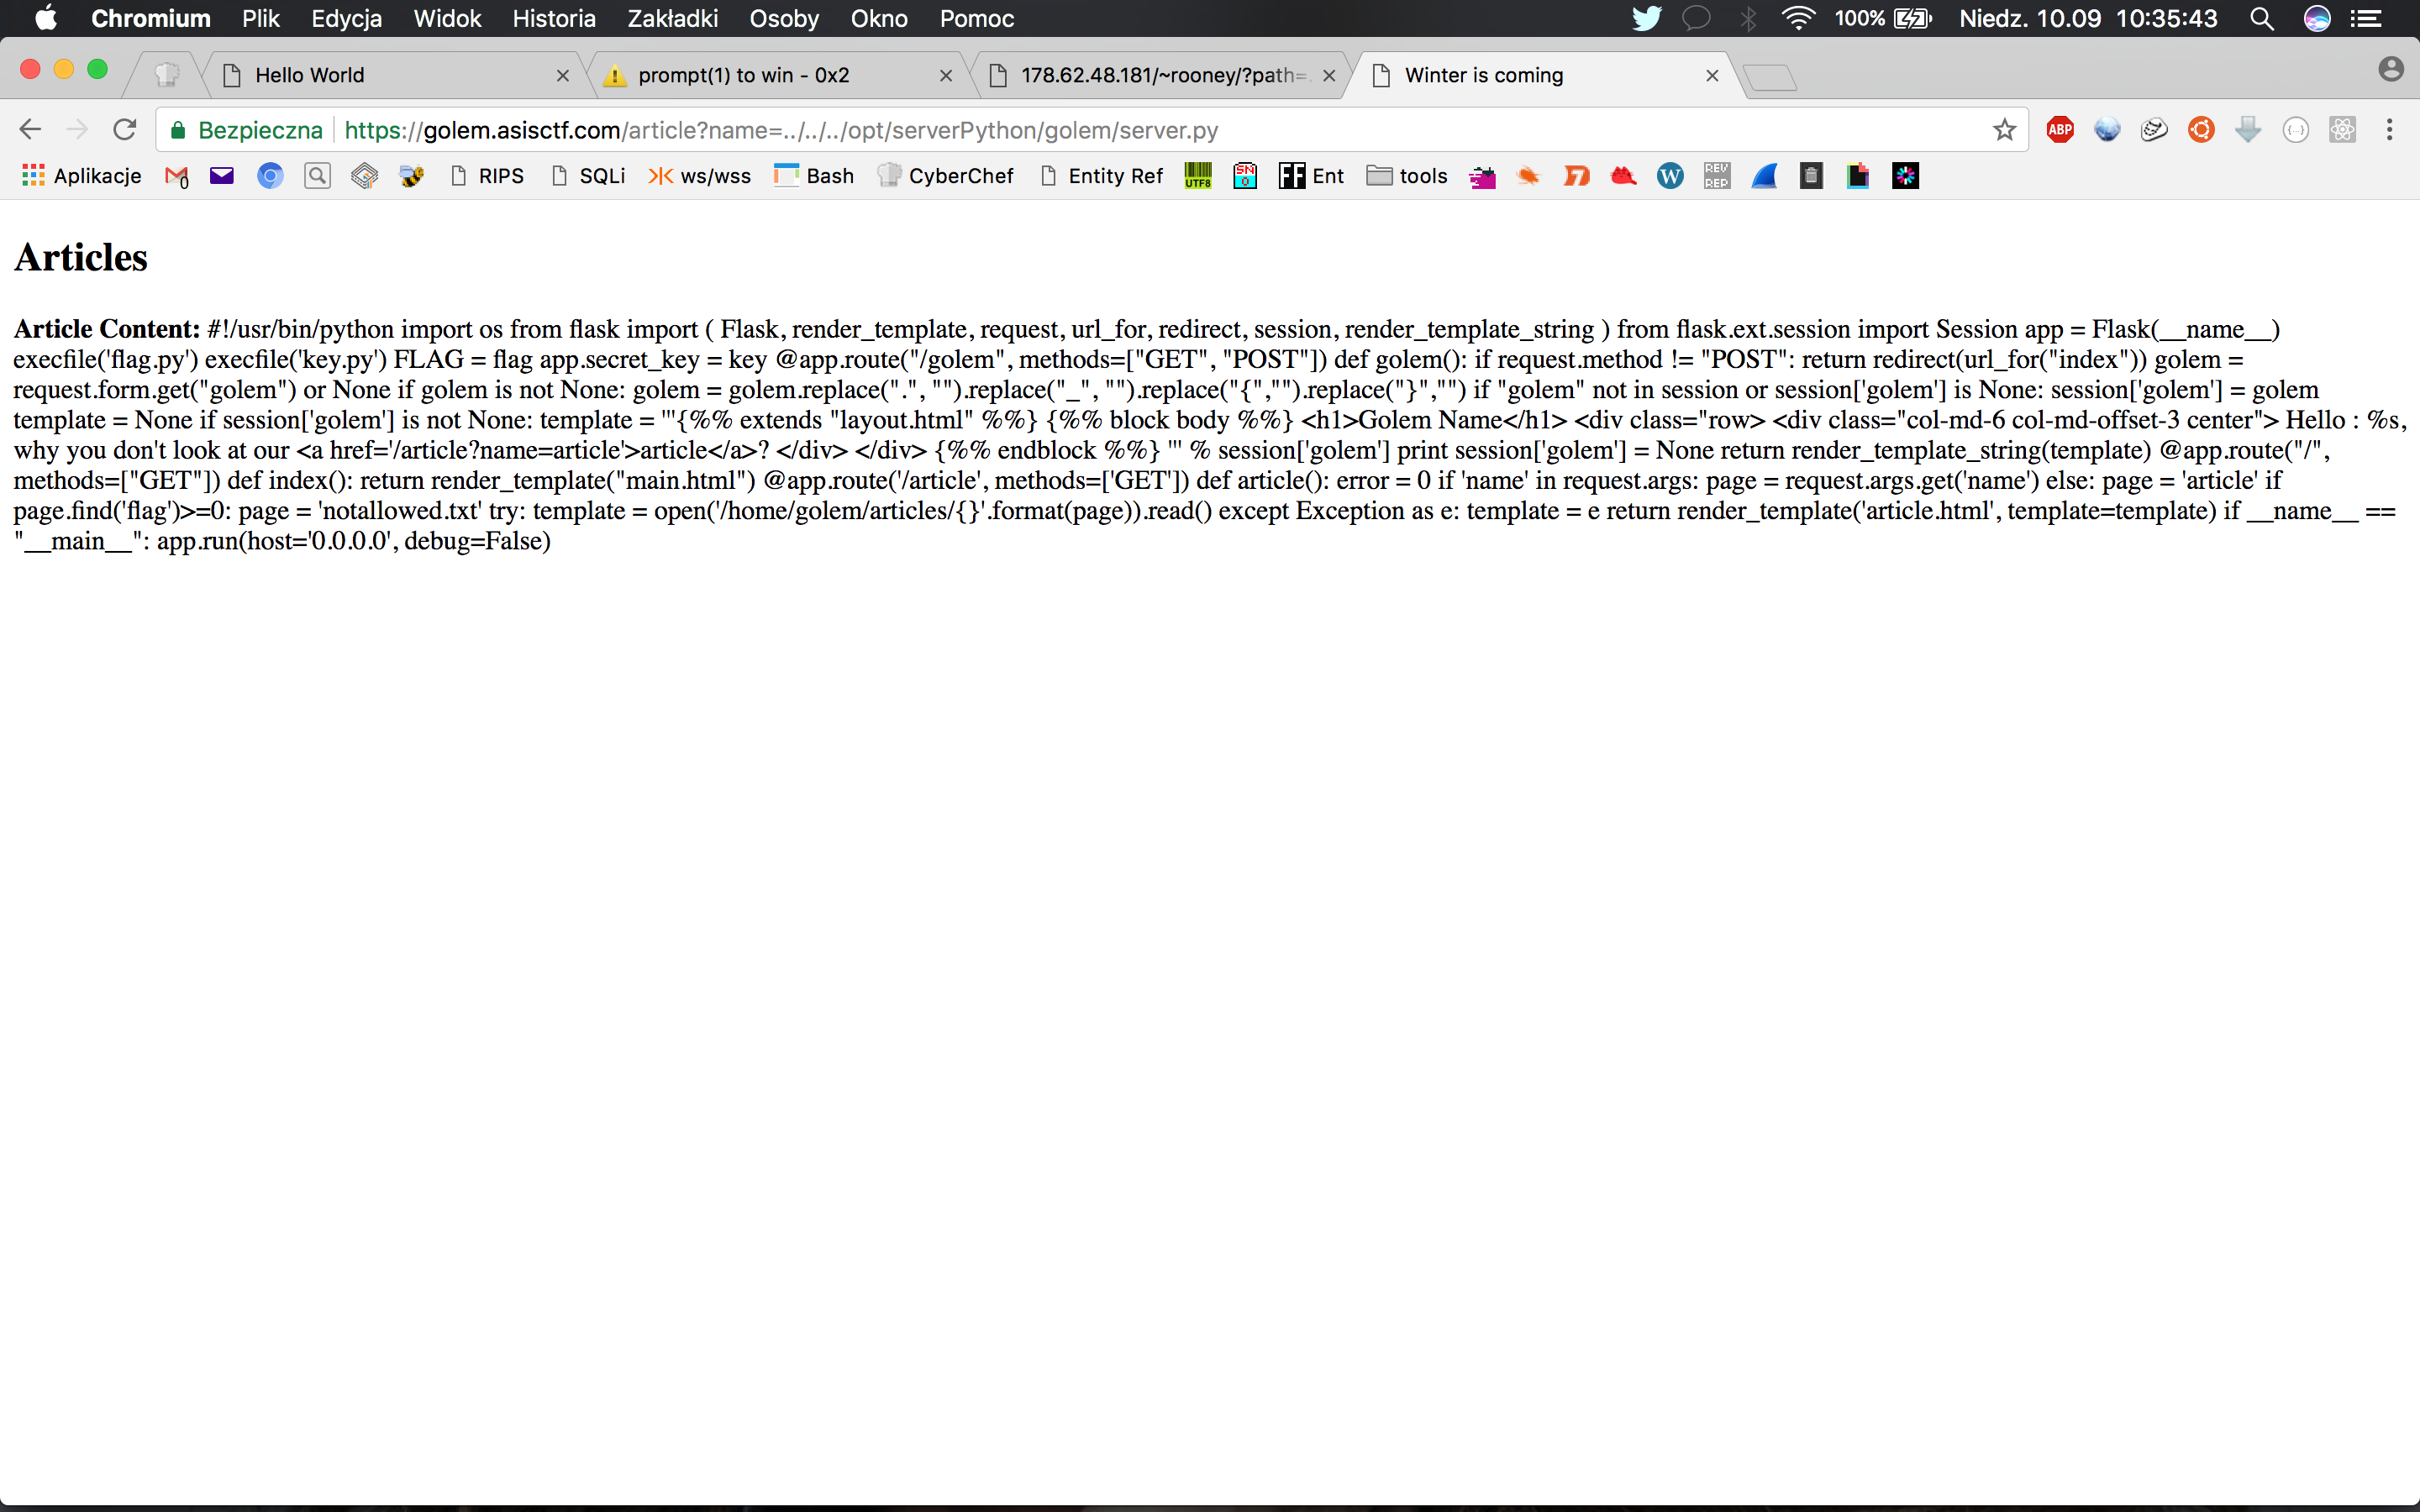 Chromium Plik Edycja Widok Historia Zakładki Osoby Okno Pomoc 100% Niedz. 10.09 10:35:43
Hello World prompt(1) to win - 0x2 178.62.48.181/~rooney/?path=. Winter is coming
Bezpieczna https://golem.asisctf.com/article?name=../../../opt/serverPython/golem/server.py ABP
Aplikacje RIPS SQLi ws/wss Bash CyberChef Entity Ref UTF8 SN 0 FF Ent tools W REV REP
Articles
Article Content: #!/usr/bin/python import os from flask import ( Flask, render_template, request, url_for, redirect, session, render_template_string ) from flask.ext.session import Session app = Flask(__name__)
execfile('flag.py') execfile('key.py') FLAG = flag app.secret_key = key @app.route("/golem", methods=["GET", "POST"]) def golem(): if request.method != "POST": return redirect(url_for("index")) golem =
request.form.get("golem") or None if golem is not None: golem = golem.replace(".", "").replace("_", "").replace("{","").replace("}","") if "golem" not in session or session['golem'] is None: session['golem'] = golem
template = None if session['golem'] is not None: template = '''{%% extends "layout.html" %%} {%% block body %%} <h1>Golem Name</h1> <div class="row> <div class="col-md-6 col-md-offset-3 center"> Hello : %s,
why you don't look at our <a href='/article?name=article'>article</a>? </div> </div> {%% endblock %%} ''' % session['golem'] print session['golem'] = None return render_template_string(template) @app.route("/",
methods=["GET"]) def index(): return render_template("main.html") @app.route('/article', methods=['GET']) def article(): error = 0 if 'name' in request.args: page = request.args.get('name') else: page = 'article' if
page.find('flag')>=0: page = 'notallowed.txt' try: template = open('/home/golem/articles/{}'.format(page)).read() except Exception as e: template = e return render_template('article.html', template=template) if __name__ ==
"__main__": app.run(host='0.0.0.0', debug=False)